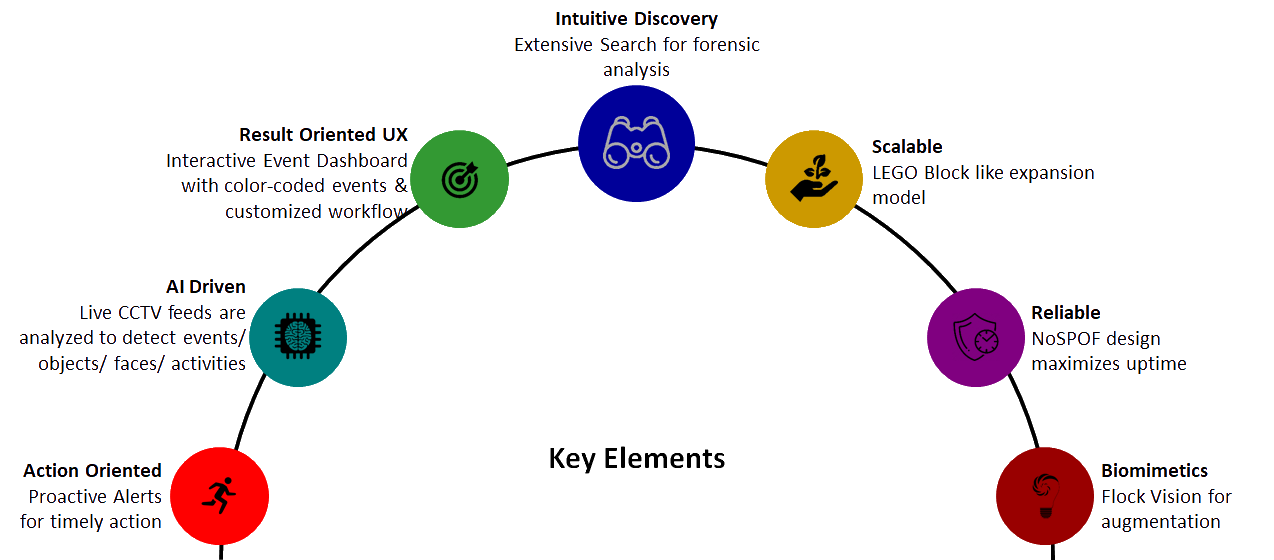 Intuitive Discovery
Extensive Search for forensic
analysis
Result Oriented UX
Interactive Event Dashboard
with color-coded events &
customized workflow
Scalable
LEGO Block like expansion
model
AI Driven
Live CCTV feeds are
analyzed to detect events/
objects/ faces/ activities
Reliable
NoSPOF design
maximizes uptime
Key Elements
Action Oriented
Proactive Alerts
for timely action
Biomimetics
Flock Vision for
augmentation